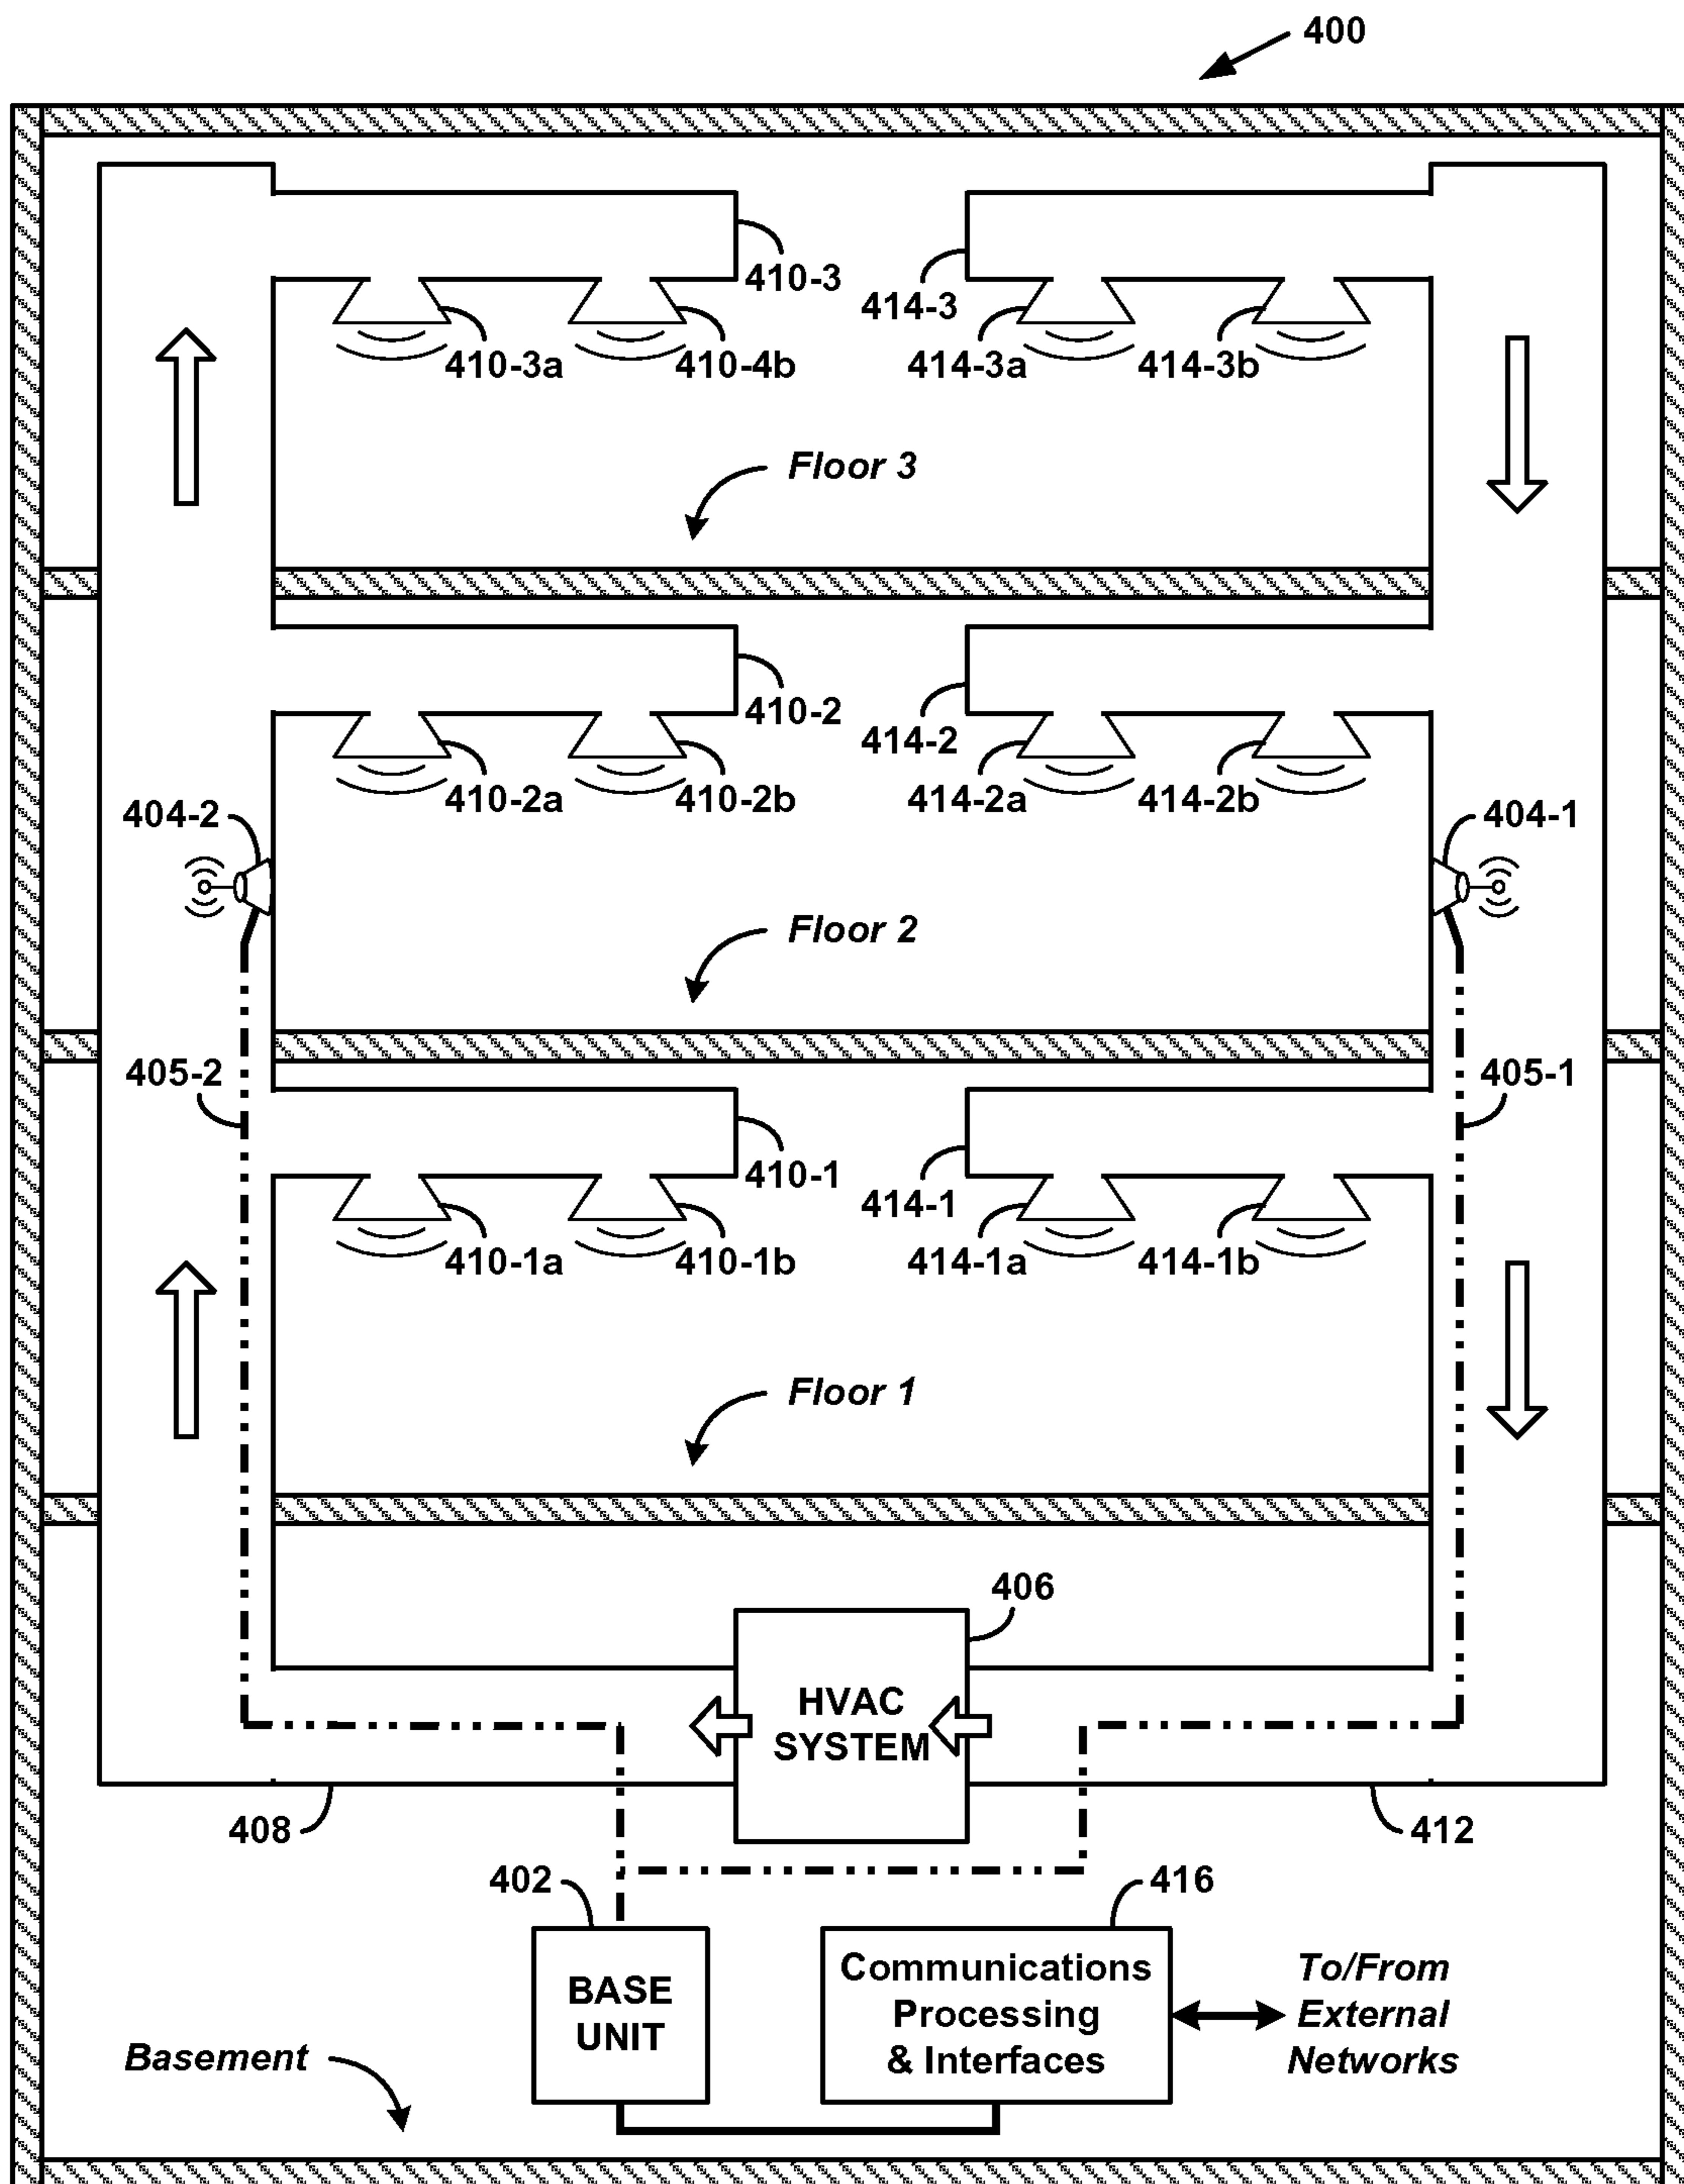 400
410-3
414-3
410-3a
410-4b
414-3a
414-3b
Floor 3
410-2
414-2
410-2a
410-2b
414-2a
414-2b
404-2
404-1
Floor 2
405-2
405-1
410-1
414-1
410-1a
410-1b
414-1a
414-1b
Floor 1
406
HVAC
SYSTEM
408
412
402
416
BASE
UNIT
Communications
Processing
& Interfaces
To/From
External
Networks
Basement